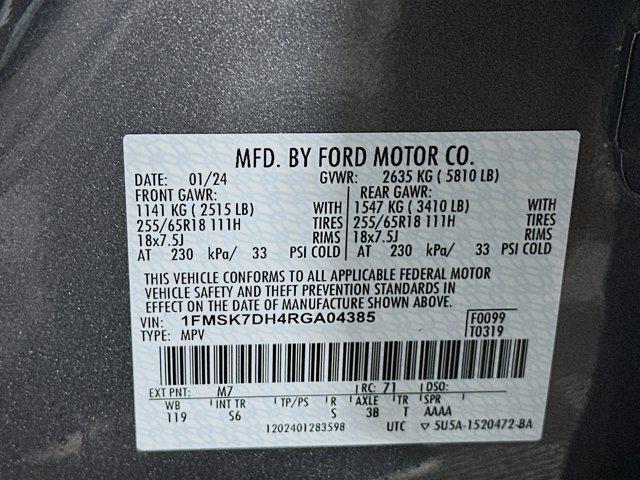 MFD. BY FORD MOTOR CO.
DATE: 01/24 GVWR: 2635 KG ( 5810 LB)
FRONT GAWR: REAR GAWR:
1141 KG ( 2515 LB) WITH 1547 KG ( 3410 LB) WITH
255/65R18 111H TIRES 255/65R18 111H TIRES
18x7.5J RIMS 18x7.5J RIMS
AT 230 kPa/ 33 PSI COLD AT 230 kPa/ 33 PSI COLD
THIS VEHICLE CONFORMS TO ALL APPLICABLE FEDERAL MOTOR
VEHICLE SAFETY AND THEFT PREVENTION STANDARDS IN
EFFECT ON THE DATE OF MANUFACTURE SHOWN ABOVE.
VIN: 1FMSK7DH4RGA04385 F0099
TYPE: MPV T0319
EXT PNT: M7 RC: 71 DSO:
WB INT TR TP/PS R AXLE TR SPR
119 S6 S 3B T AAAA
1202401283598 UTC 5U5A-1520472-BA